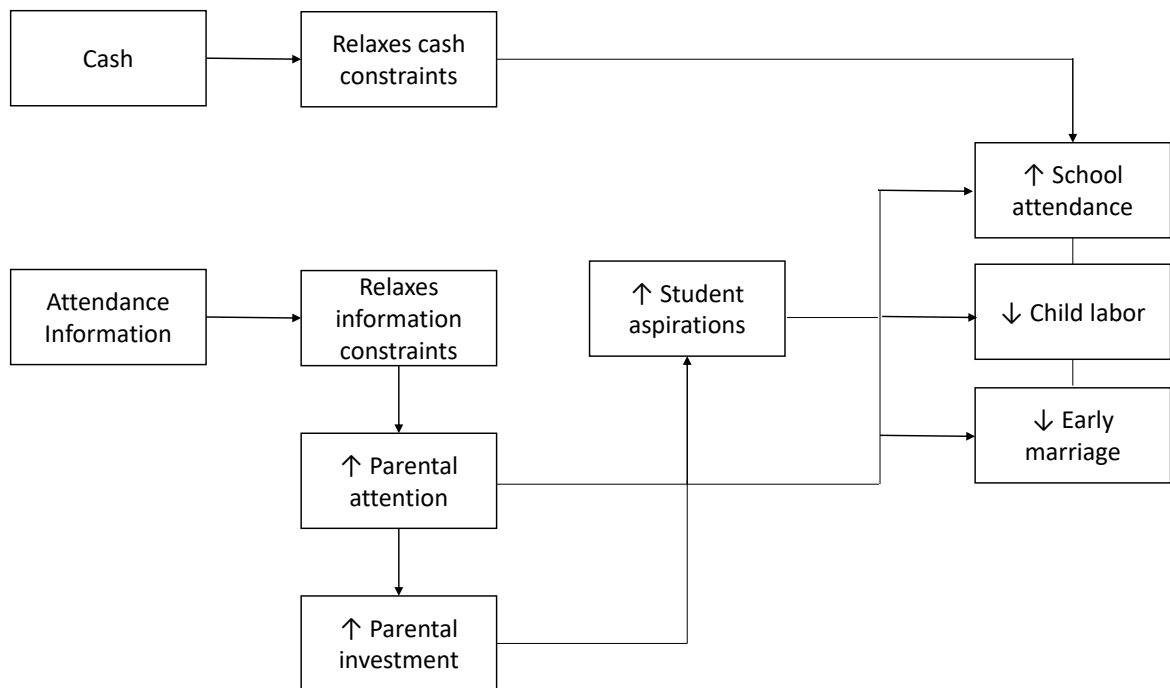 Cash
Relaxes cash
constraints
↑ School
attendance
Attendance
Information
Relaxes
information
constraints
↑ Student
aspirations
↓ Child labor
↑ Parental
attention
↓ Early
marriage
↑ Parental
investment